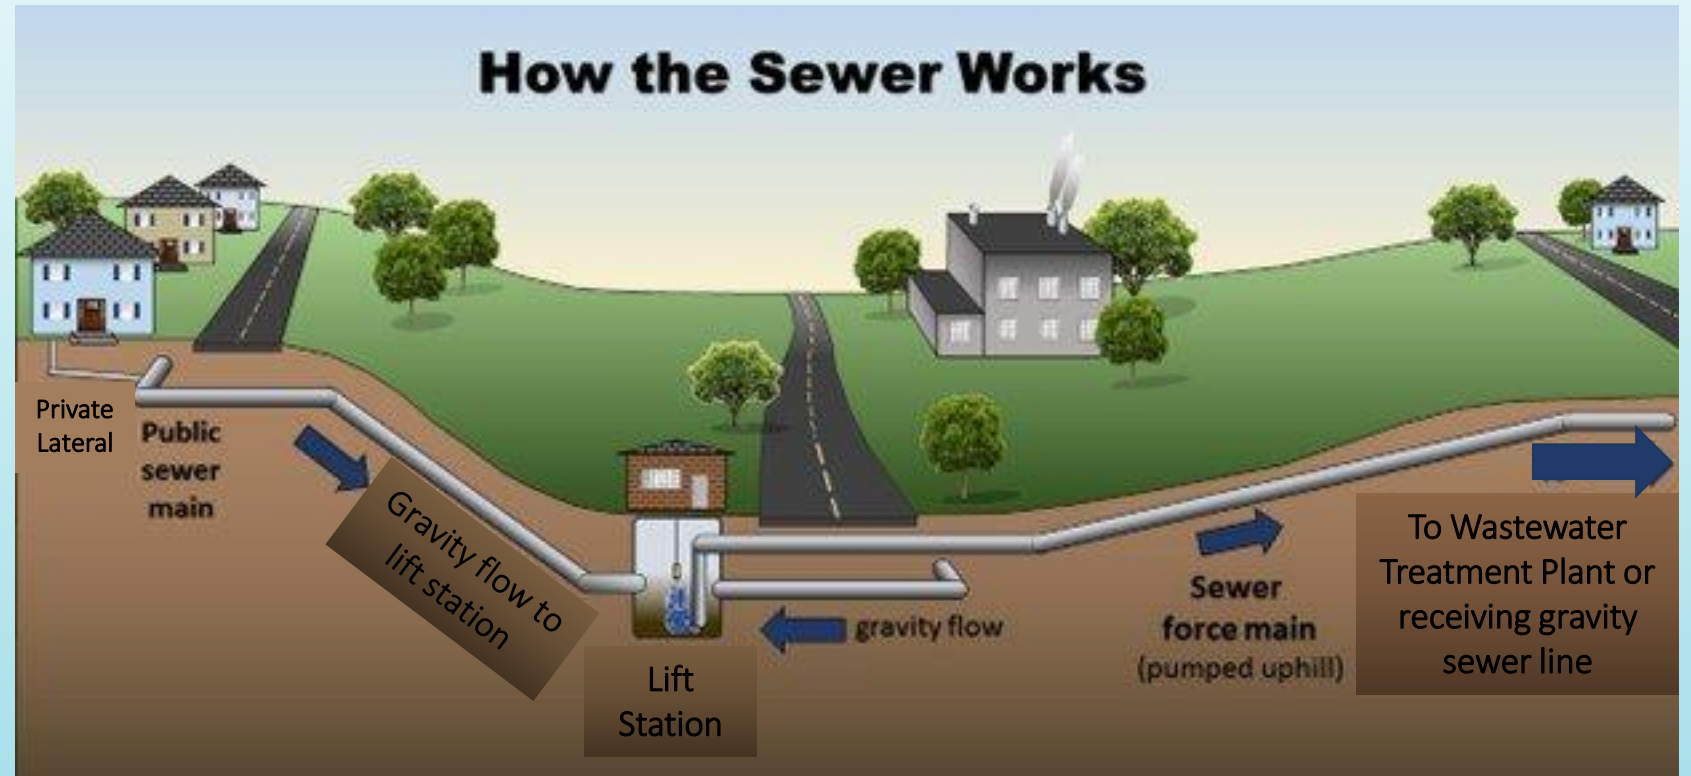 How the Sewer Works
Private
Lateral
Public
sewer
main
Gravity flow to
lift station
Lift
Station
gravity flow
Sewer
force main
(pumped uphill)
To Wastewater
Treatment Plant or
receiving gravity
sewer line